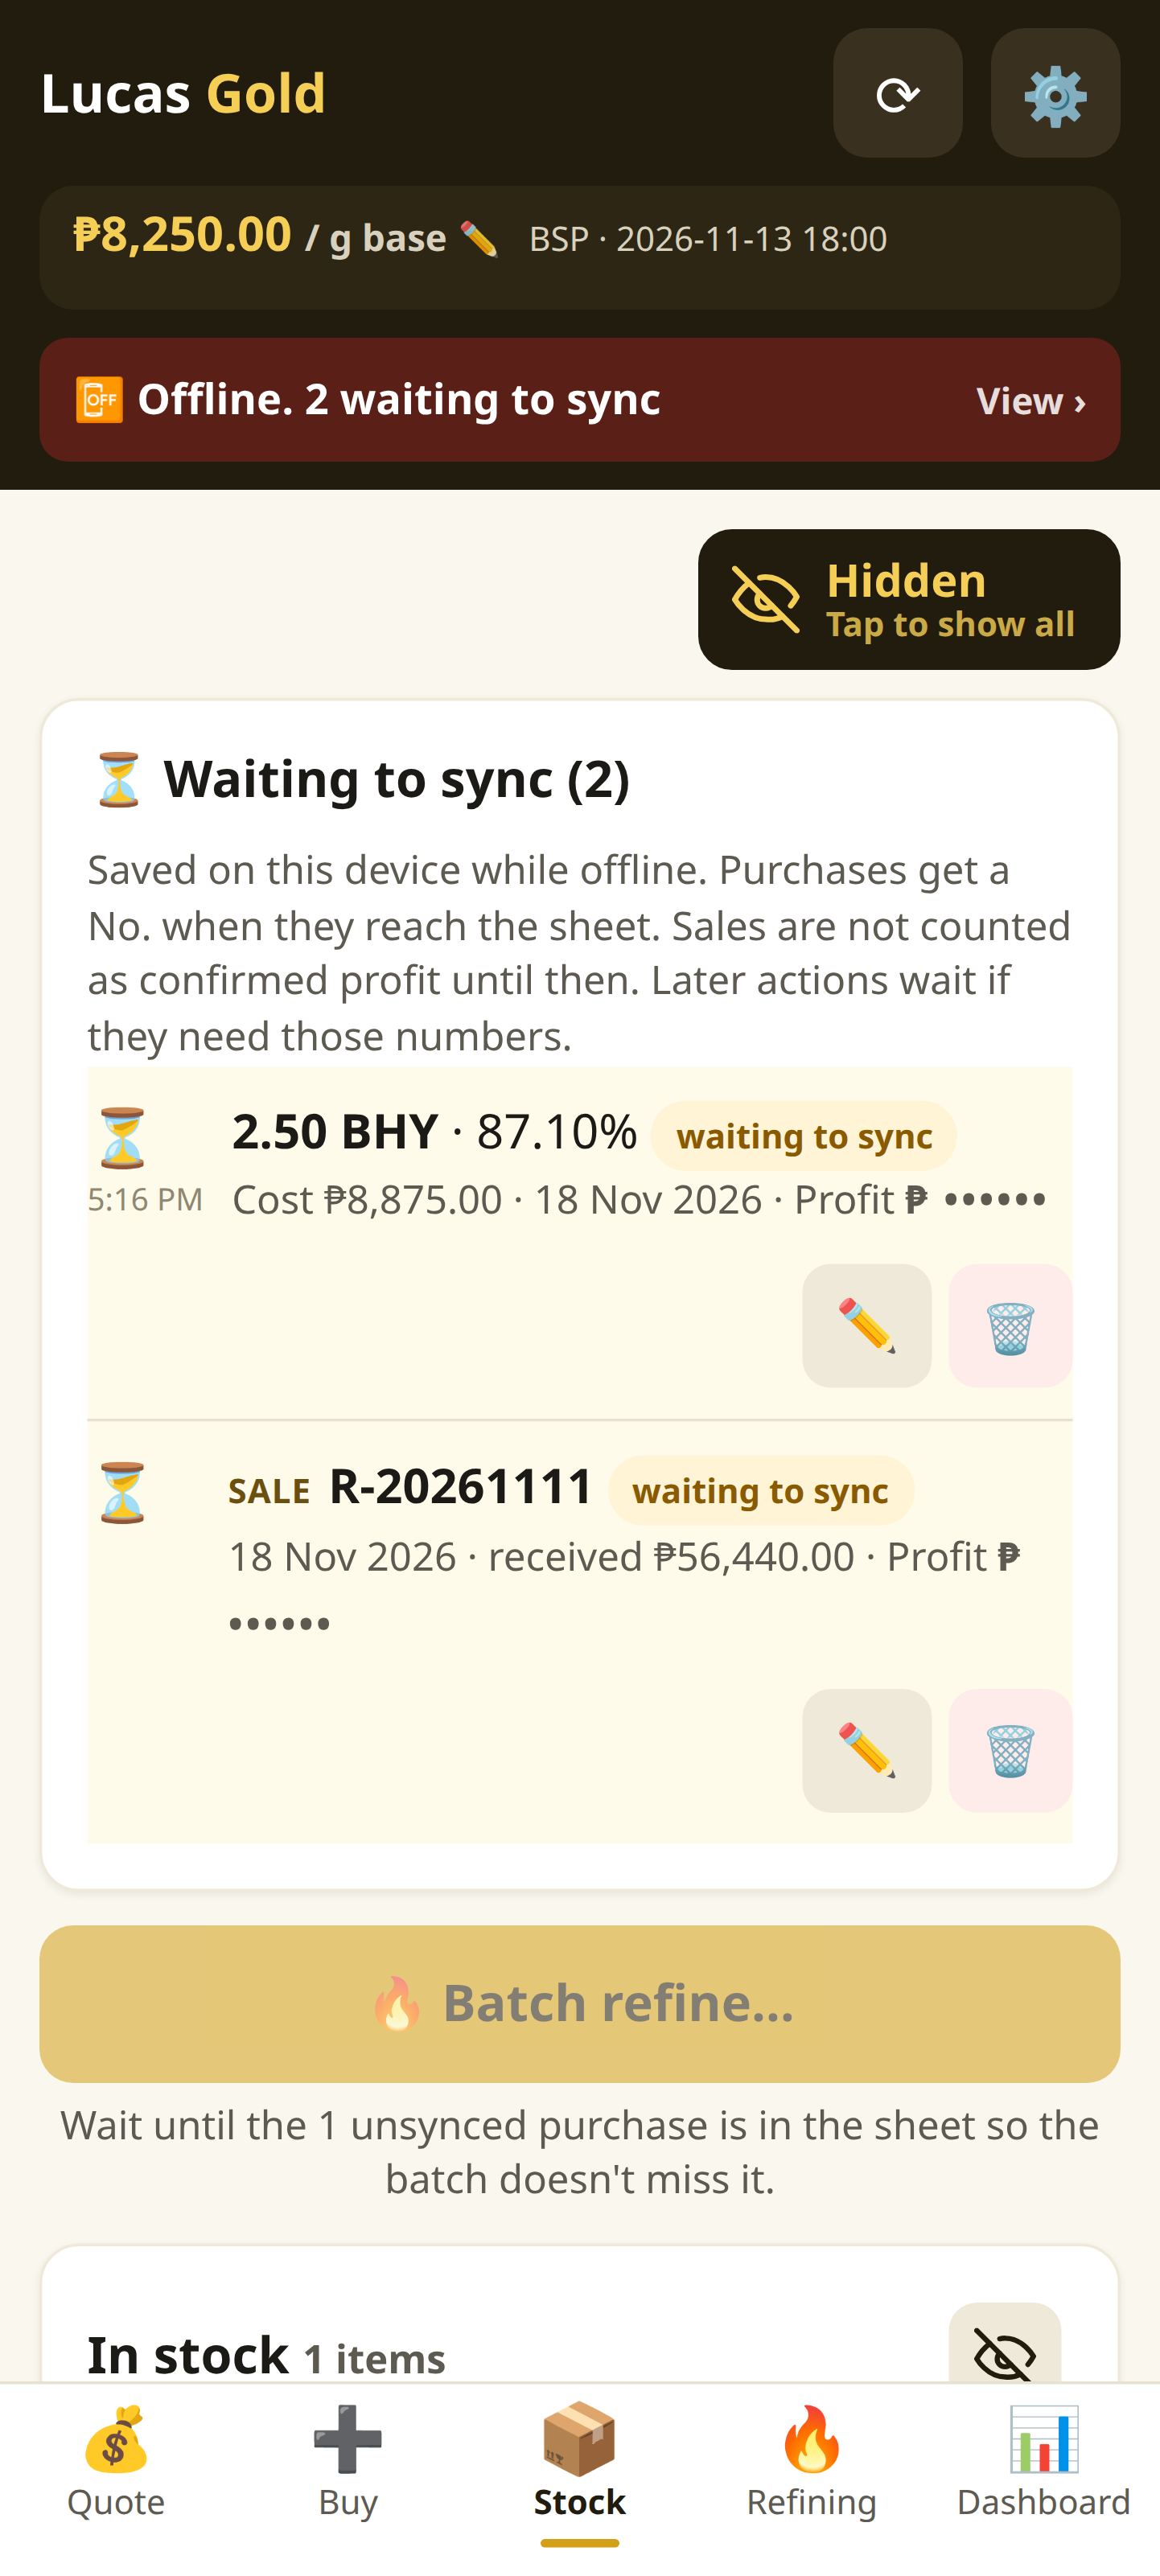 Lucas Gold
₱8,250.00 / g base BSP · 2026-11-13 18:00
OFF Offline. 2 waiting to sync View ›
Hidden
Tap to show all
Waiting to sync (2)
Saved on this device while offline. Purchases get a
No. when they reach the sheet. Sales are not counted
as confirmed profit until then. Later actions wait if
they need those numbers.
2.50 BHY · 87.10% waiting to sync
5:16 PM Cost ₱8,875.00 · 18 Nov 2026 · Profit ₱ ••••••
SALE R-20261111 waiting to sync
18 Nov 2026 · received ₱56,440.00 · Profit ₱
••••••
Batch refine...
Wait until the 1 unsynced purchase is in the sheet so the
batch doesn't miss it.
In stock 1 items
Quote Buy Stock Refining Dashboard